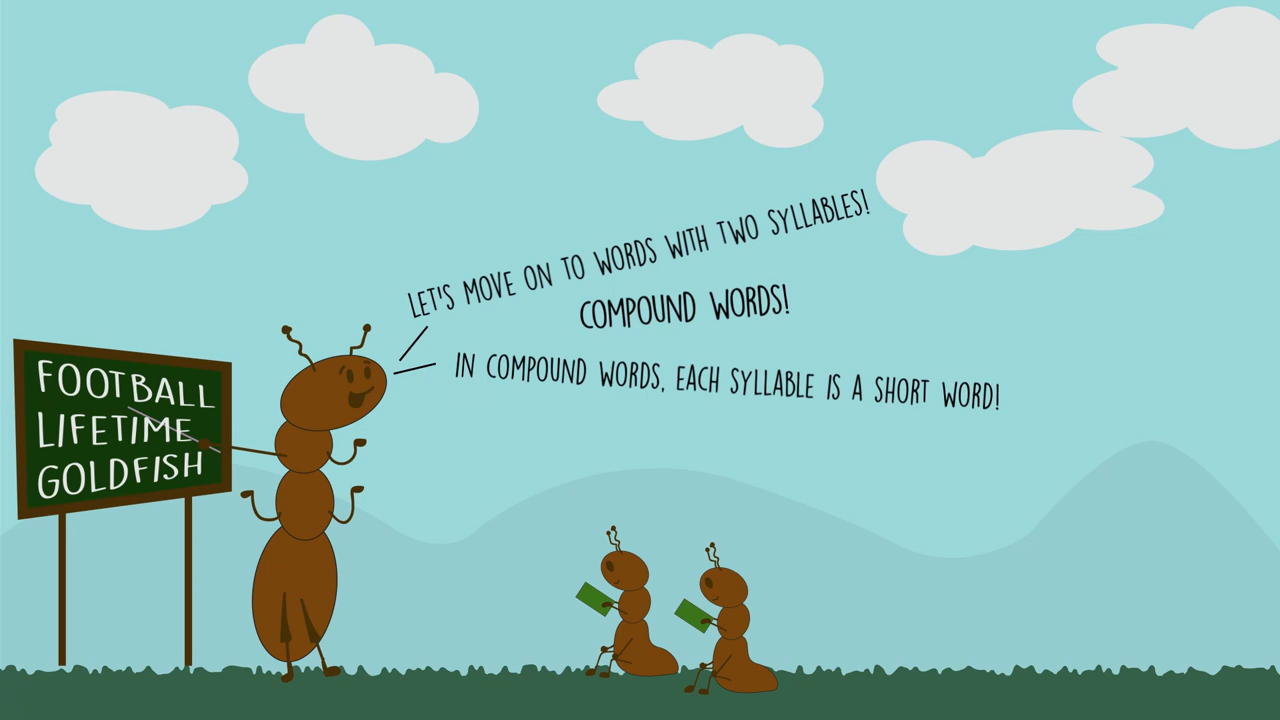 LET'S MOVE ON TO WORDS WITH TWO SYLLABLES!
COMPOUND WORDS!
IN COMPOUND WORDS, EACH SYLLABLE IS A SHORT WORD!
FOOTBALL
LIFETIME
GOLDFISH